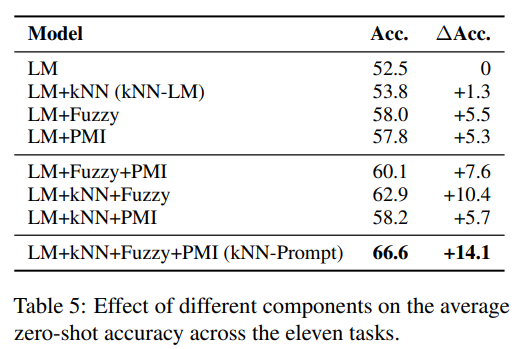 Model Acc. △Acc.
LM 52.5 0
LM+kNN (kNN-LM) 53.8 +1.3
LM+Fuzzy 58.0 +5.5
LM+PMI 57.8 +5.3
LM+Fuzzy+PMI 60.1 +7.6
LM+kNN+Fuzzy 62.9 +10.4
LM+kNN+PMI 58.2 +5.7
LM+kNN+Fuzzy+PMI (kNN-Prompt) 66.6 +14.1
Table 5: Effect of different components on the average
zero-shot accuracy across the eleven tasks.